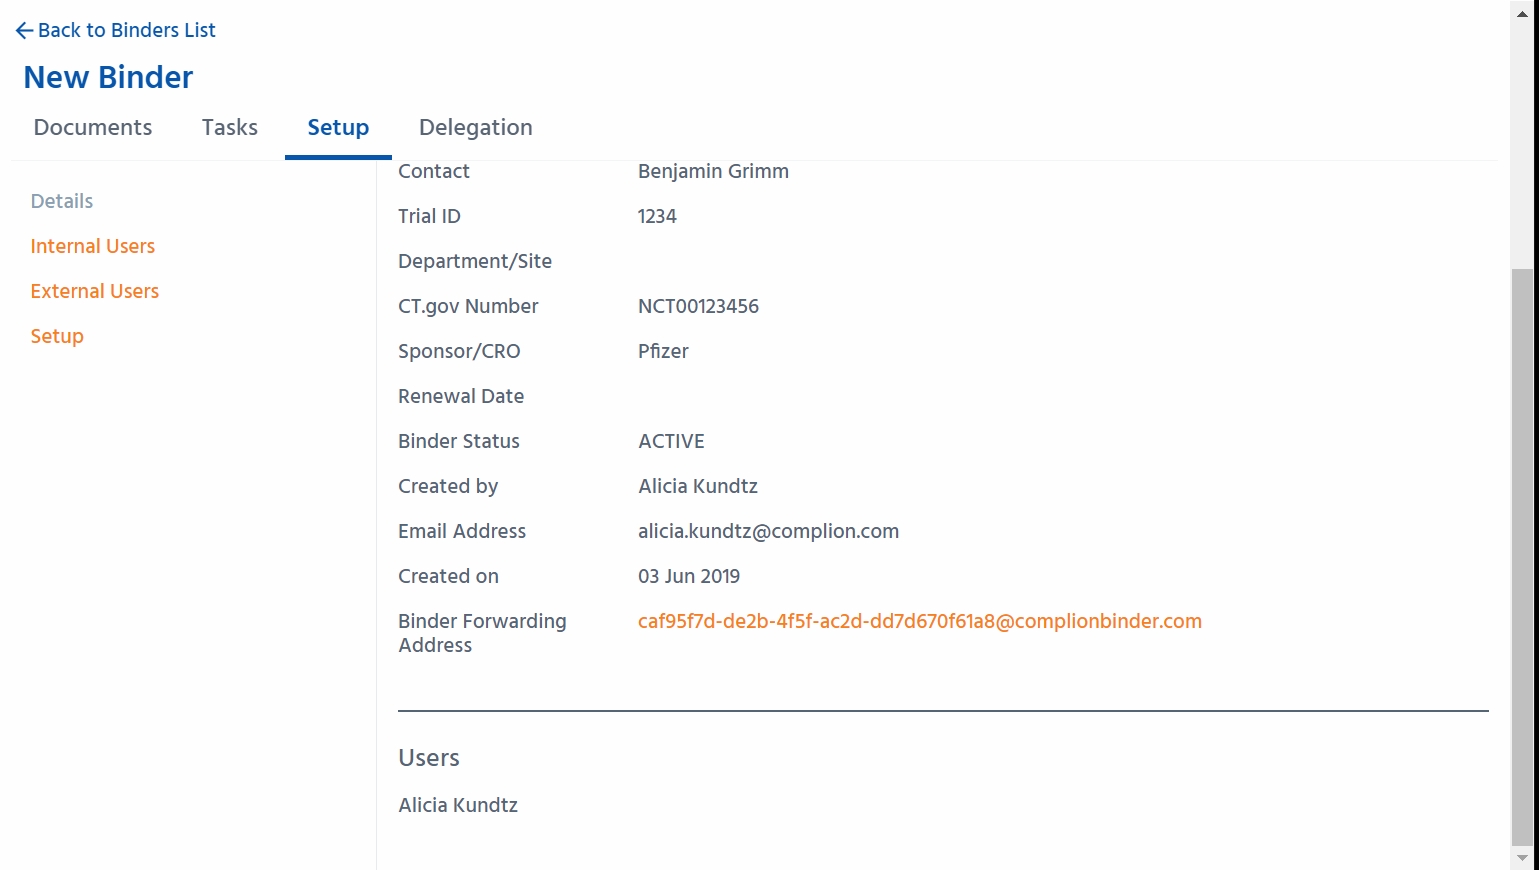 Back to Binders List
New Binder
Documents Tasks Setup Delegation
Details
Internal Users
External Users
Setup
Contact Benjamin Grimm
Trial ID 1234
Department/Site
CT.gov Number NCT00123456
Sponsor/CRO Pfizer
Renewal Date
Binder Status ACTIVE
Created by Alicia Kundtz
Email Address alicia.kundtz@complion.com
Created on 03 Jun 2019
Binder Forwarding caf95f7d-de2b-4f5f-ac2d-dd7d670f61a8@complionbinder.com
Address
Users
Alicia Kundtz